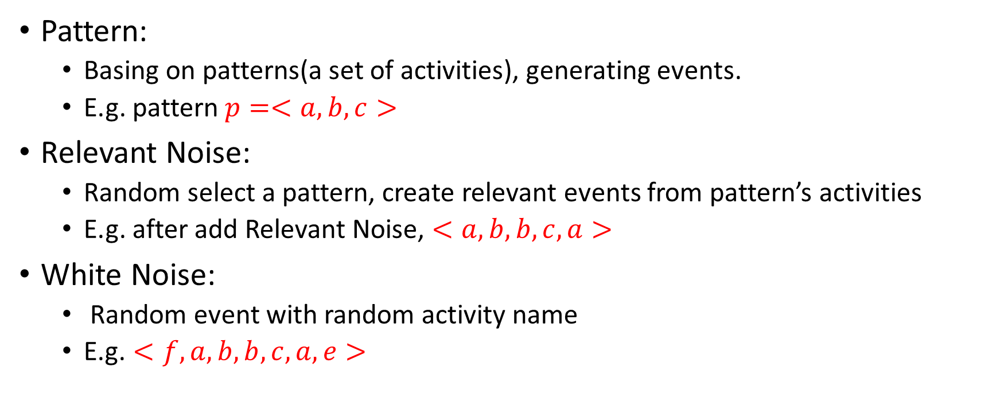 • Pattern:
• Basing on patterns(a set of activities), generating events.
• E.g. pattern p =< a, b, c >
• Relevant Noise:
• Random select a pattern, create relevant events from pattern’s activities
• E.g. after add Relevant Noise, < a, b, b, c, a >
• White Noise:
• Random event with random activity name
• E.g. < f, a, b, b, c, a, e >